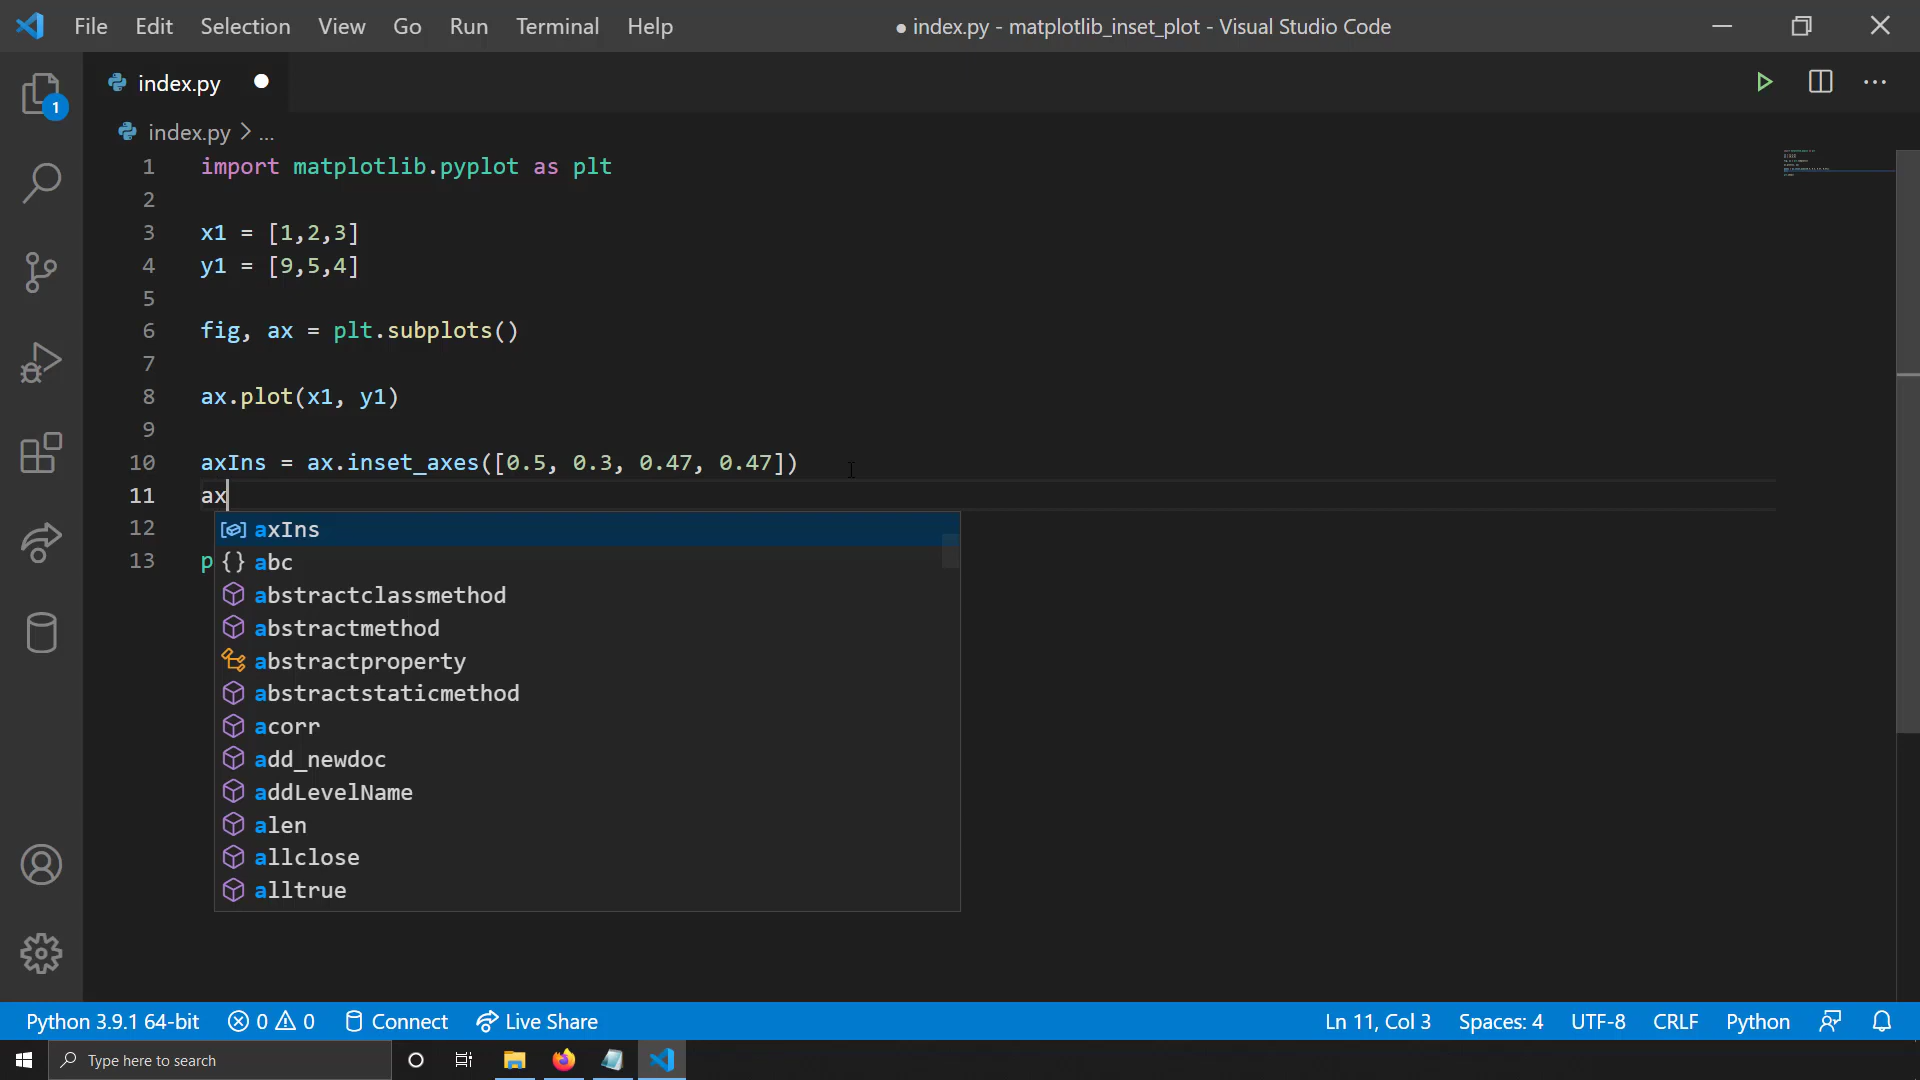 File Edit Selection View Go Run Terminal Help
● index.py - matplotlib_inset_plot - Visual Studio Code
1
index.py
index.py > ...
1 import matplotlib.pyplot as plt
2
3 x1 = [1,2,3]
4 y1 = [9,5,4]
5
6 fig, ax = plt.subplots()
7
8 ax.plot(x1, y1)
9
10 axIns = ax.inset_axes([0.5, 0.3, 0.47, 0.47])
11 ax
12
13 p
axIns
abc
abstractclassmethod
abstractmethod
abstractproperty
abstractstaticmethod
acorr
add_newdoc
addLevelName
alen
allclose
alltrue
Python 3.9.1 64-bit 0 0 Connect Live Share Ln 11, Col 3 Spaces: 4 UTF-8 CRLF Python
Type here to search